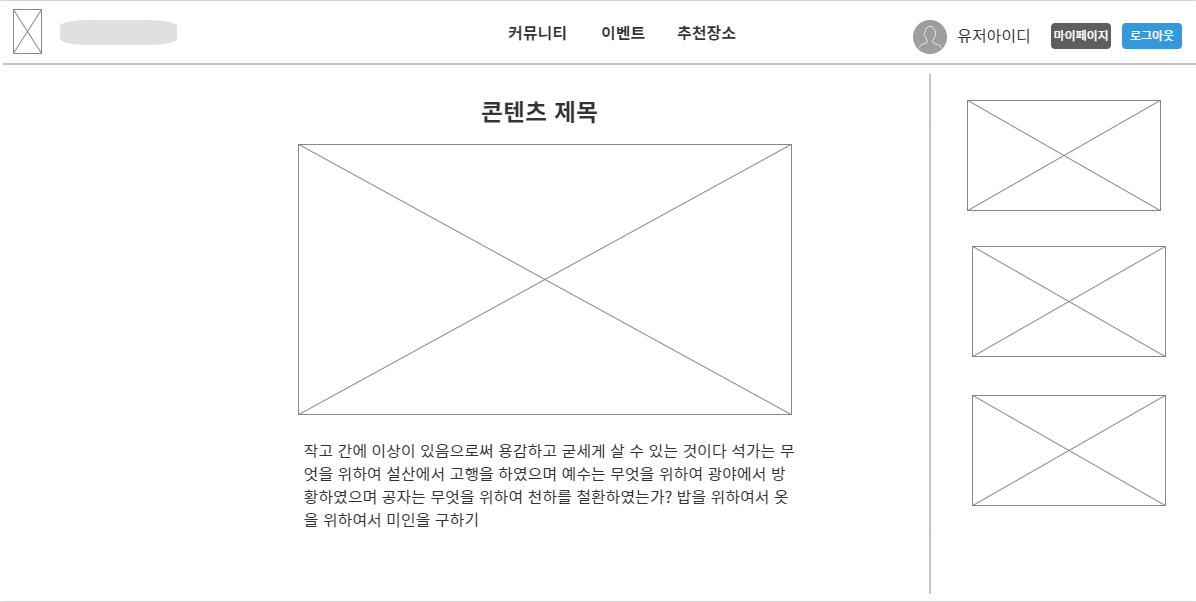 커뮤니티 이벤트 추천장소 유저아이디 마이페이지 로그아웃
콘텐츠 제목
작고 간에 이상이 있음으로써 용감하고 굳세게 살 수 있는 것이다 석가는 무
엇을 위하여 설산에서 고행을 하였으며 예수는 무엇을 위하여 광야에서 방
황하였으며 공자는 무엇을 위하여 천하를 철환하였는가? 밥을 위하여서 옷
을 위하여서 미인을 구하기